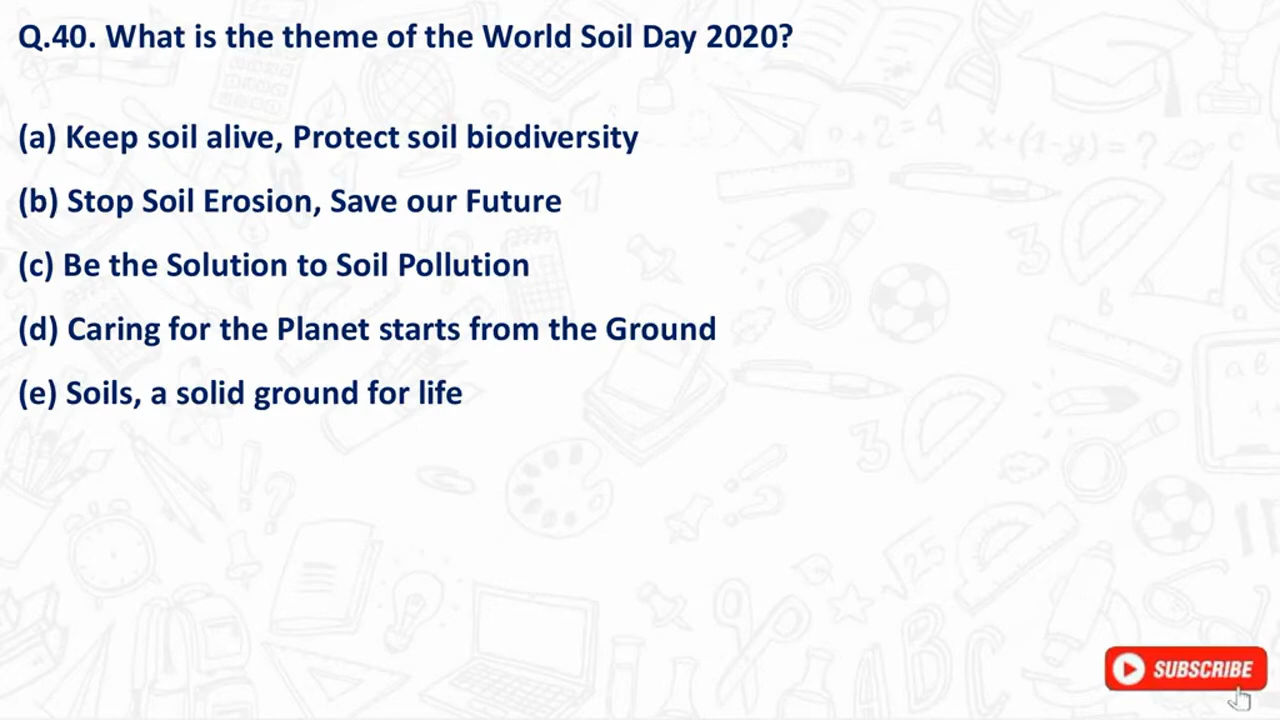 Q.40. What is the theme of the World Soil Day 2020?
(a) Keep soil alive, Protect soil biodiversity
(b) Stop Soil Erosion, Save our Future
(c) Be the Solution to Soil Pollution
(d) Caring for the Planet starts from the Ground
(e) Soils, a solid ground for life
SUBSCRIBE